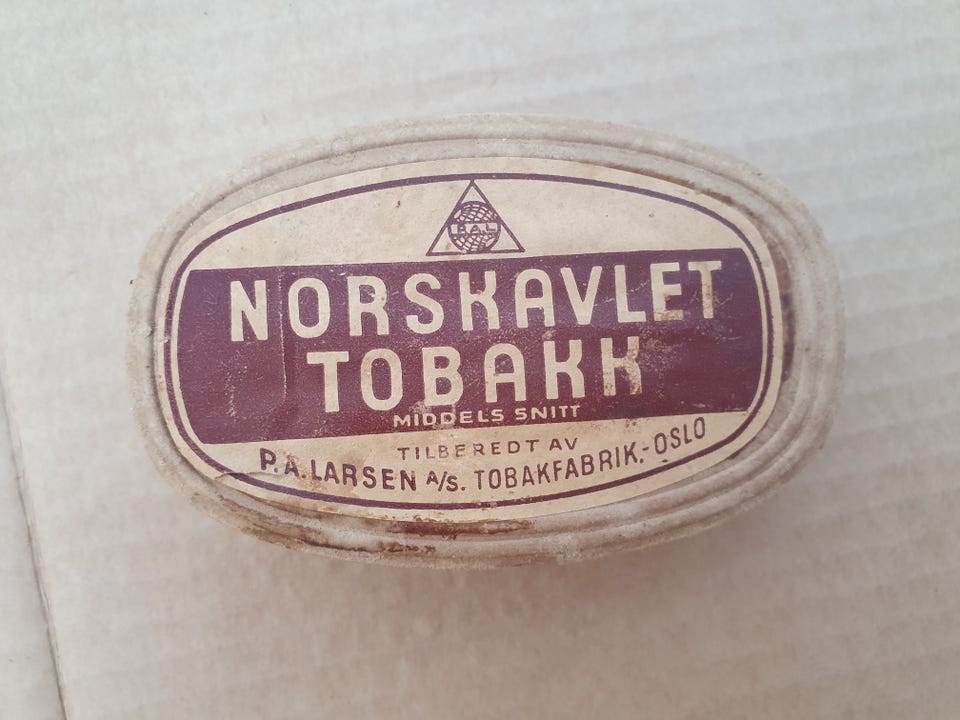 P.A.L.
NORSKAVLET
TOBAKK
MIDDELS SNITT
TILBEREDT AV
P.A. LARSEN A/S. TOBAKFABRIK.-OSLO